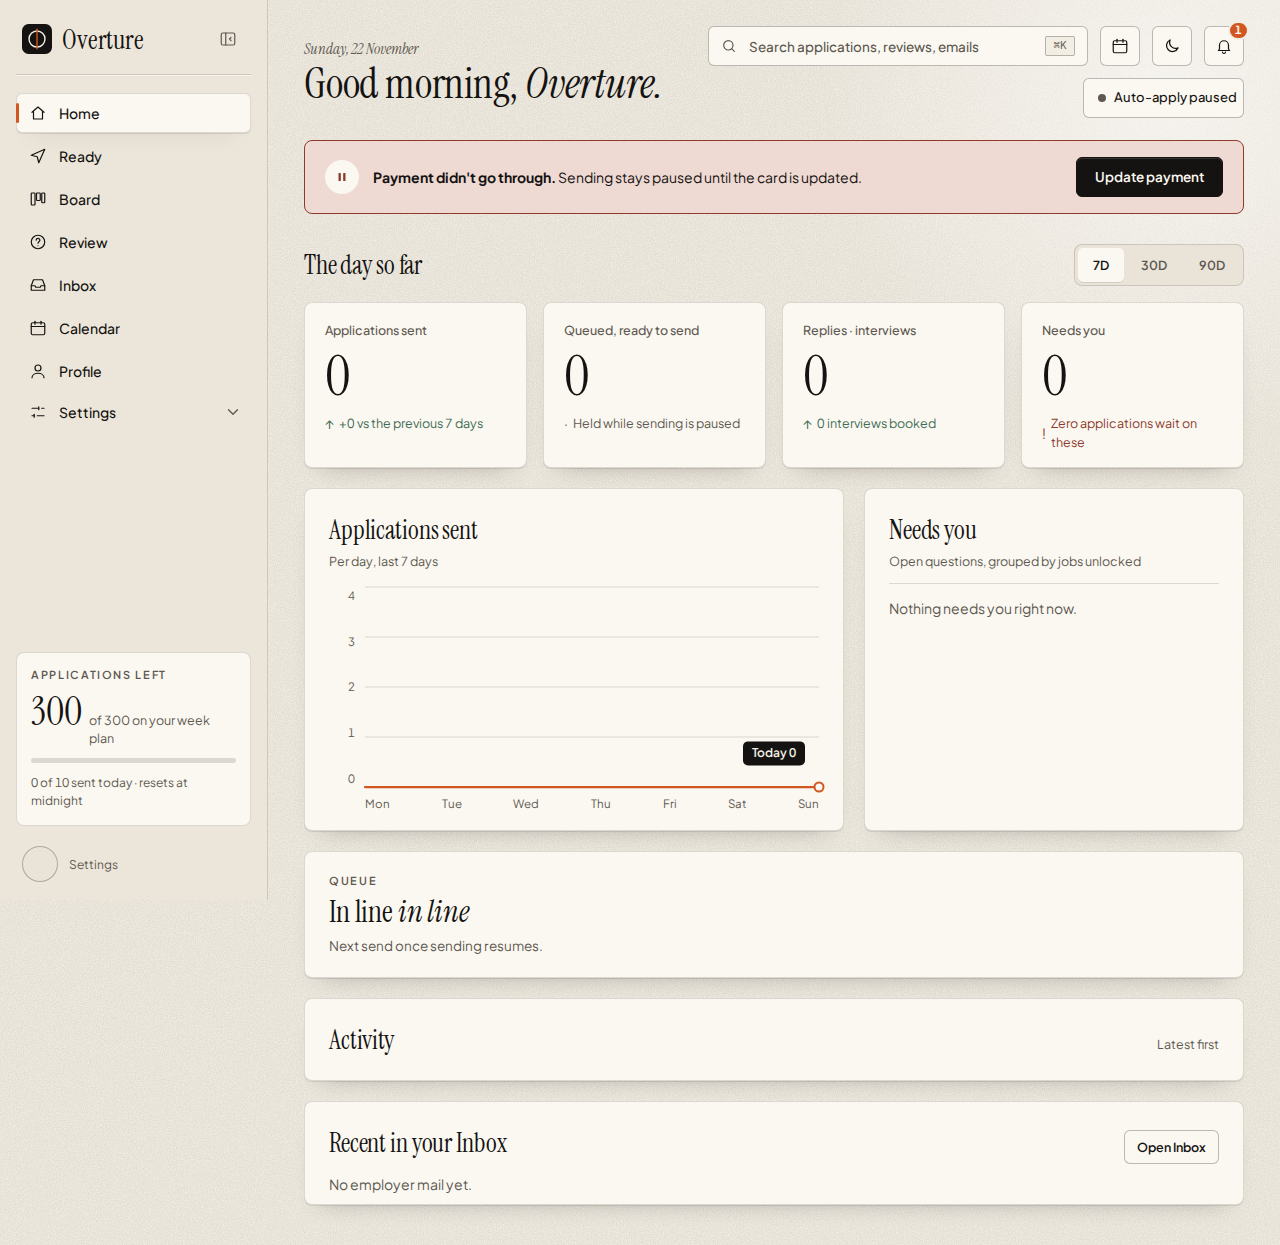 Overture
Home
Ready
Board
Review
Inbox
Calendar
Profile
Settings
APPLICATIONS LEFT
300 of 300 on your week
plan
0 of 10 sent today · resets at
midnight
Settings
Sunday, 22 November
Good morning, Overture.
Search applications, reviews, emails ⌘K
1
Auto-apply paused
Payment didn't go through. Sending stays paused until the card is updated.
Update payment
The day so far
7D 30D 90D
Applications sent
0
↑ +0 vs the previous 7 days
Queued, ready to send
0
· Held while sending is paused
Replies · interviews
0
↑ 0 interviews booked
Needs you
0
! Zero applications wait on
these
Applications sent
Per day, last 7 days
4
3
2
1
0
Today 0
Mon Tue Wed Thu Fri Sat Sun
Needs you
Open questions, grouped by jobs unlocked
Nothing needs you right now.
QUEUE
In line in line
Next send once sending resumes.
Activity
Latest first
Recent in your Inbox
Open Inbox
No employer mail yet.